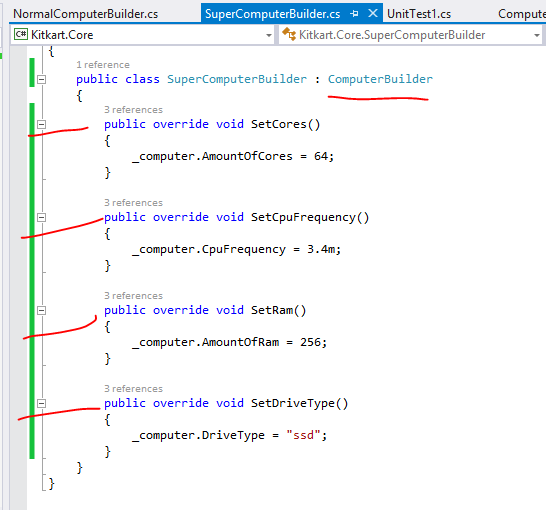 NormalComputerBuilder.cs SuperComputerBuilder.cs UnitTest1.cs Compute
C# Kitkart.Core Kitkart.Core.SuperComputerBuilder
{
1 reference
public class SuperComputerBuilder : ComputerBuilder
{
3 references
public override void SetCores()
{
_computer.AmountOfCores = 64;
}
3 references
public override void SetCpuFrequency()
{
_computer.CpuFrequency = 3.4m;
}
3 references
public override void SetRam()
{
_computer.AmountOfRam = 256;
}
3 references
public override void SetDriveType()
{
_computer.DriveType = "ssd";
}
}
}